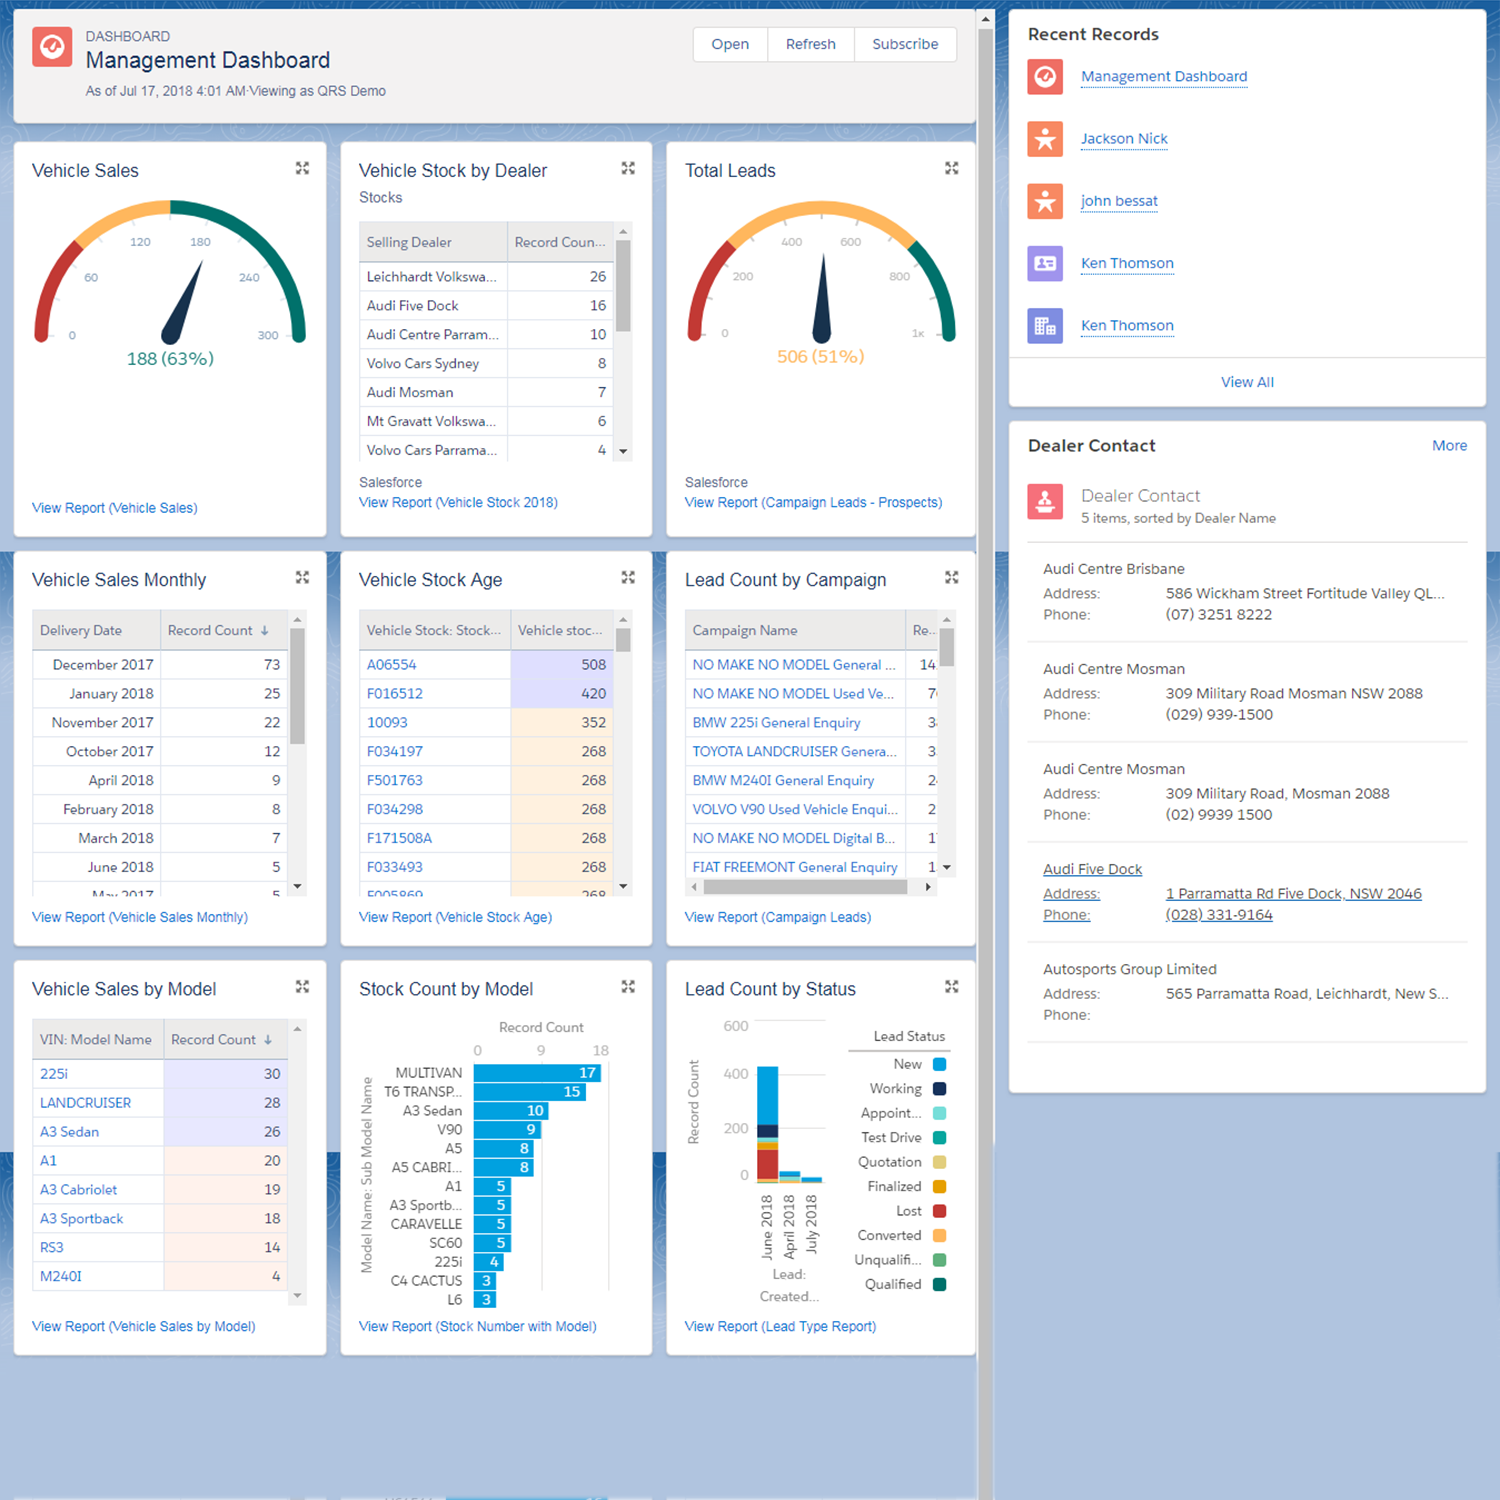 DASHBOARD
Management Dashboard
As of Jul 17, 2018 4:01 AM·Viewing as QRS Demo
Open Refresh Subscribe
Vehicle Sales
0 60 120 180 240 300
188 (63%)
View Report (Vehicle Sales)
Vehicle Stock by Dealer
Stocks
Selling Dealer Record Coun...
Leichhardt Volkswa... 26
Audi Five Dock 16
Audi Centre Parram... 10
Volvo Cars Sydney 8
Audi Mosman 7
Mt Gravatt Volkswa... 6
Volvo Cars Parrama... 4
Salesforce
View Report (Vehicle Stock 2018)
Total Leads
0 200 400 600 800 1K
506 (51%)
Salesforce
View Report (Campaign Leads - Prospects)
Vehicle Sales Monthly
Delivery Date Record Count ↓
December 2017 73
January 2018 25
November 2017 22
October 2017 12
April 2018 9
February 2018 8
March 2018 7
June 2018 5
May 2017 5
View Report (Vehicle Sales Monthly)
Vehicle Stock Age
Vehicle Stock: Stock... Vehicle stoc...
A06554 508
F016512 420
10093 352
F034197 268
F501763 268
F034298 268
F171508A 268
F033493 268
F005869 268
View Report (Vehicle Stock Age)
Lead Count by Campaign
Campaign Name Re...
NO MAKE NO MODEL General ... 14
NO MAKE NO MODEL Used Ve... 7
BMW 225i General Enquiry 3
TOYOTA LANDCRUISER Genera... 3
BMW M240I General Enquiry 2
VOLVO V90 Used Vehicle Enqui... 2
NO MAKE NO MODEL Digital B... 1
FIAT FREEMONT General Enquiry 1
View Report (Campaign Leads)
Vehicle Sales by Model
VIN: Model Name Record Count ↓
225i 30
LANDCRUISER 28
A3 Sedan 26
A1 20
A3 Cabriolet 19
A3 Sportback 18
RS3 14
M240I 4
View Report (Vehicle Sales by Model)
Stock Count by Model
Record Count
0 9 18
Model Name: Sub Model Name
MULTIVAN 17
T6 TRANSP... 15
A3 Sedan 10
V90 9
A5 8
A5 CABRI... 8
A1 5
A3 Sportb... 5
CARAVELLE 5
SC60 5
225i 4
C4 CACTUS 3
L6 3
View Report (Stock Number with Model)
Lead Count by Status
Record Count
600
400
200
0
June 2018
April 2018
July 2018
Lead:
Created...
Lead Status
New
Working
Appoint...
Test Drive
Quotation
Finalized
Lost
Converted
Unqualifi...
Qualified
View Report (Lead Type Report)
Recent Records
Management Dashboard
Jackson Nick
john bessat
Ken Thomson
Ken Thomson
View All
Dealer Contact More
Dealer Contact
5 items, sorted by Dealer Name
Audi Centre Brisbane
Address: 586 Wickham Street Fortitude Valley QL...
Phone: (07) 3251 8222
Audi Centre Mosman
Address: 309 Military Road Mosman NSW 2088
Phone: (029) 939-1500
Audi Centre Mosman
Address: 309 Military Road, Mosman 2088
Phone: (02) 9939 1500
Audi Five Dock
Address: 1 Parramatta Rd Five Dock, NSW 2046
Phone: (028) 331-9164
Autosports Group Limited
Address: 565 Parramatta Road, Leichhardt, New S...
Phone: